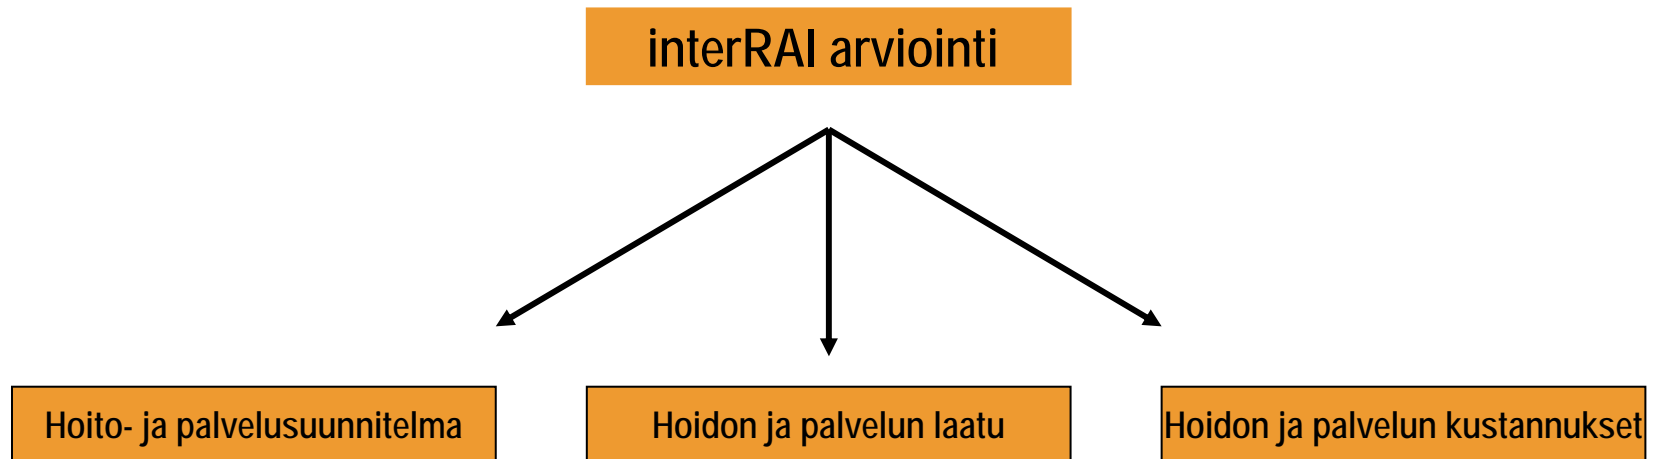 interRAI arviointi
Hoito- ja palvelusuunnitelma
Hoidon ja palvelun laatu
Hoidon ja palvelun kustannukset